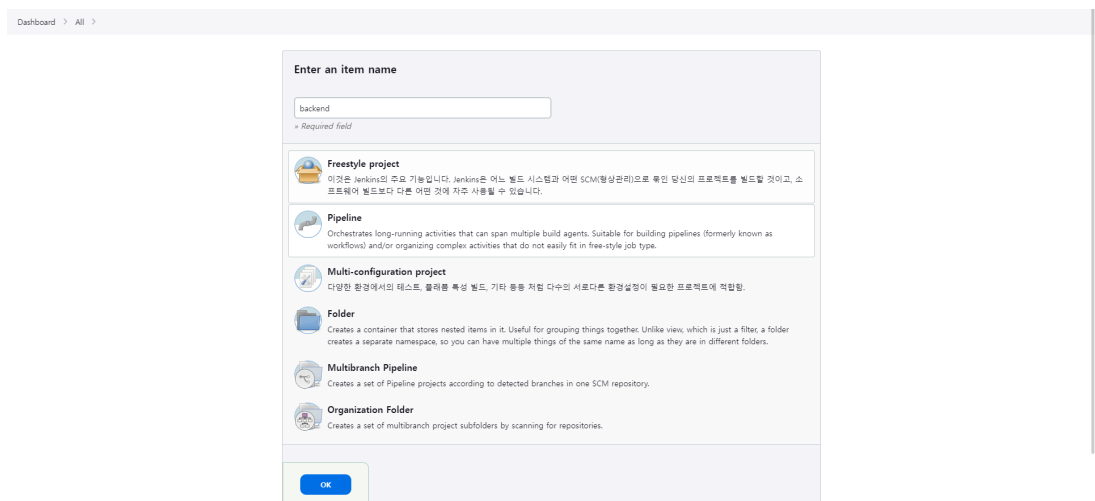 Dashboard > All >
Enter an item name
backend
» Required field
Freestyle project
이것은 Jenkins의 주요 기능입니다. Jenkins은 어느 빌드 시스템과 어떤 SCM(형상관리)으로 묶인 당신의 프로젝트를 빌드할 것이고, 소
프트웨어 빌드보다 다른 어떤 것에 자주 사용될 수 있습니다.
Pipeline
Orchestrates long-running activities that can span multiple build agents. Suitable for building pipelines (formerly known as
workflows) and/or organizing complex activities that do not easily fit in free-style job type.
Multi-configuration project
다양한 환경에서의 테스트, 플래폼 특성 빌드, 기타 등등 처럼 다수의 서로다른 환경설정이 필요한 프로젝트에 적합함.
Folder
Creates a container that stores nested items in it. Useful for grouping things together. Unlike view, which is just a filter, a folder
creates a separate namespace, so you can have multiple things of the same name as long as they are in different folders.
Multibranch Pipeline
Creates a set of Pipeline projects according to detected branches in one SCM repository.
Organization Folder
Creates a set of multibranch project subfolders by scanning for repositories.
OK